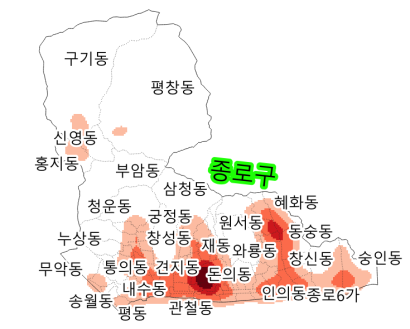 구기동
평창동
신영동
홍지동
부암동
종로구
삼청동
청운동
혜화동
궁정동
원서동
동숭동
누상동
창성동
재동
와룡동
창신동
숭인동
무악동
통의동
건지동
돈의동
내수동
인의동
종로6가
송월동
평동
관철동